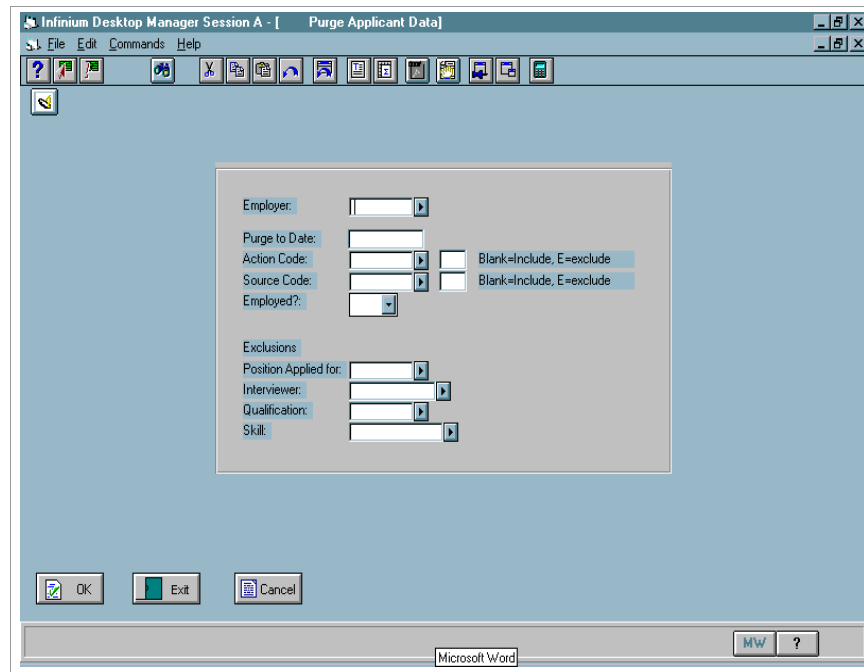 Infinium Desktop Manager Session A - [ Purge Applicant Data]
File Edit Commands Help
Employer:
Purge to Date:
Action Code: Blank=Include, E=exclude
Source Code: Blank=Include, E=exclude
Employed?:
Exclusions
Position Applied for:
Interviewer:
Qualification:
Skill:
OK Exit Cancel
MW ?
Microsoft Word